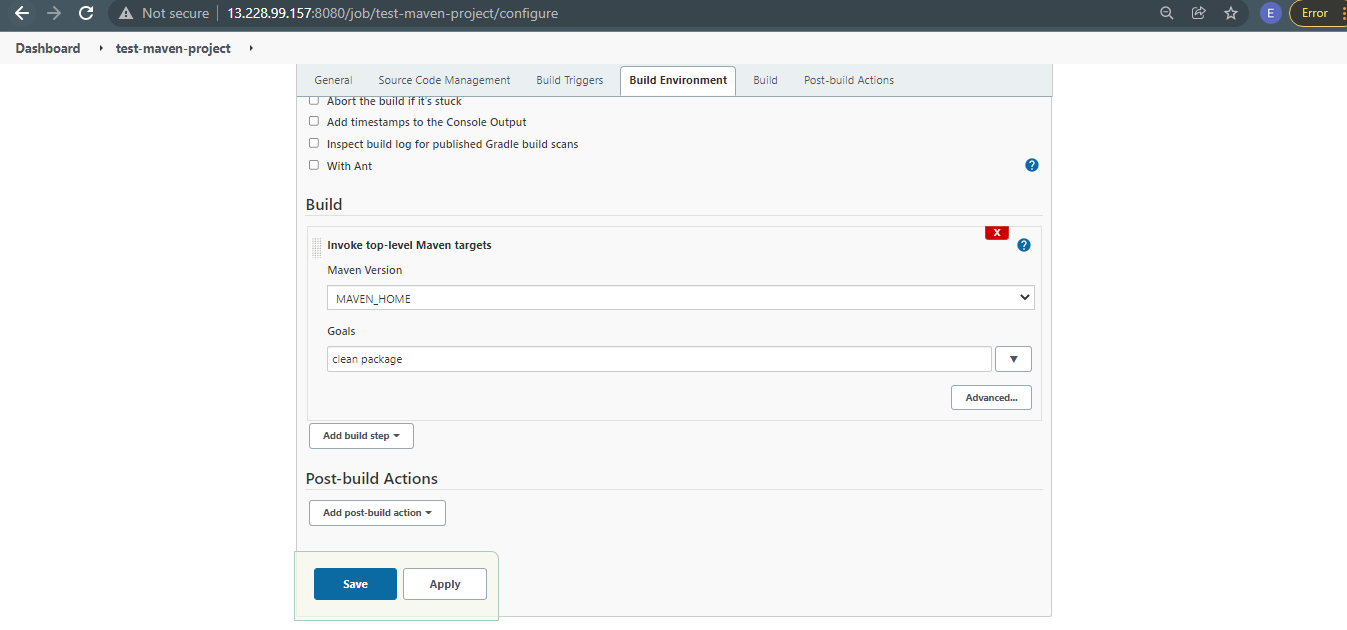 Not secure | 13.228.99.157:8080/job/test-maven-project/configure E Error
Dashboard test-maven-project
General Source Code Management Build Triggers Build Environment Build Post-build Actions
Abort the build if it's stuck
Add timestamps to the Console Output
Inspect build log for published Gradle build scans
With Ant ?
Build
X
Invoke top-level Maven targets ?
Maven Version
MAVEN_HOME
Goals
clean package
Advanced...
Add build step
Post-build Actions
Add post-build action
Save Apply